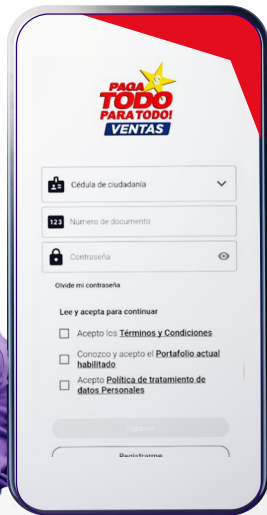 PAGA
TODO
PARA TODO!
VENTAS
Cédula de ciudadanía
123 Número de documento
Contraseña
Olvide mi contraseña
Lee y acepta para continuar
Acepto los Términos y Condiciones
Conozco y acepto el Portafolio actual
habilitado
Acepto Política de tratamiento de
datos Personales
Ingresar
Registrarme